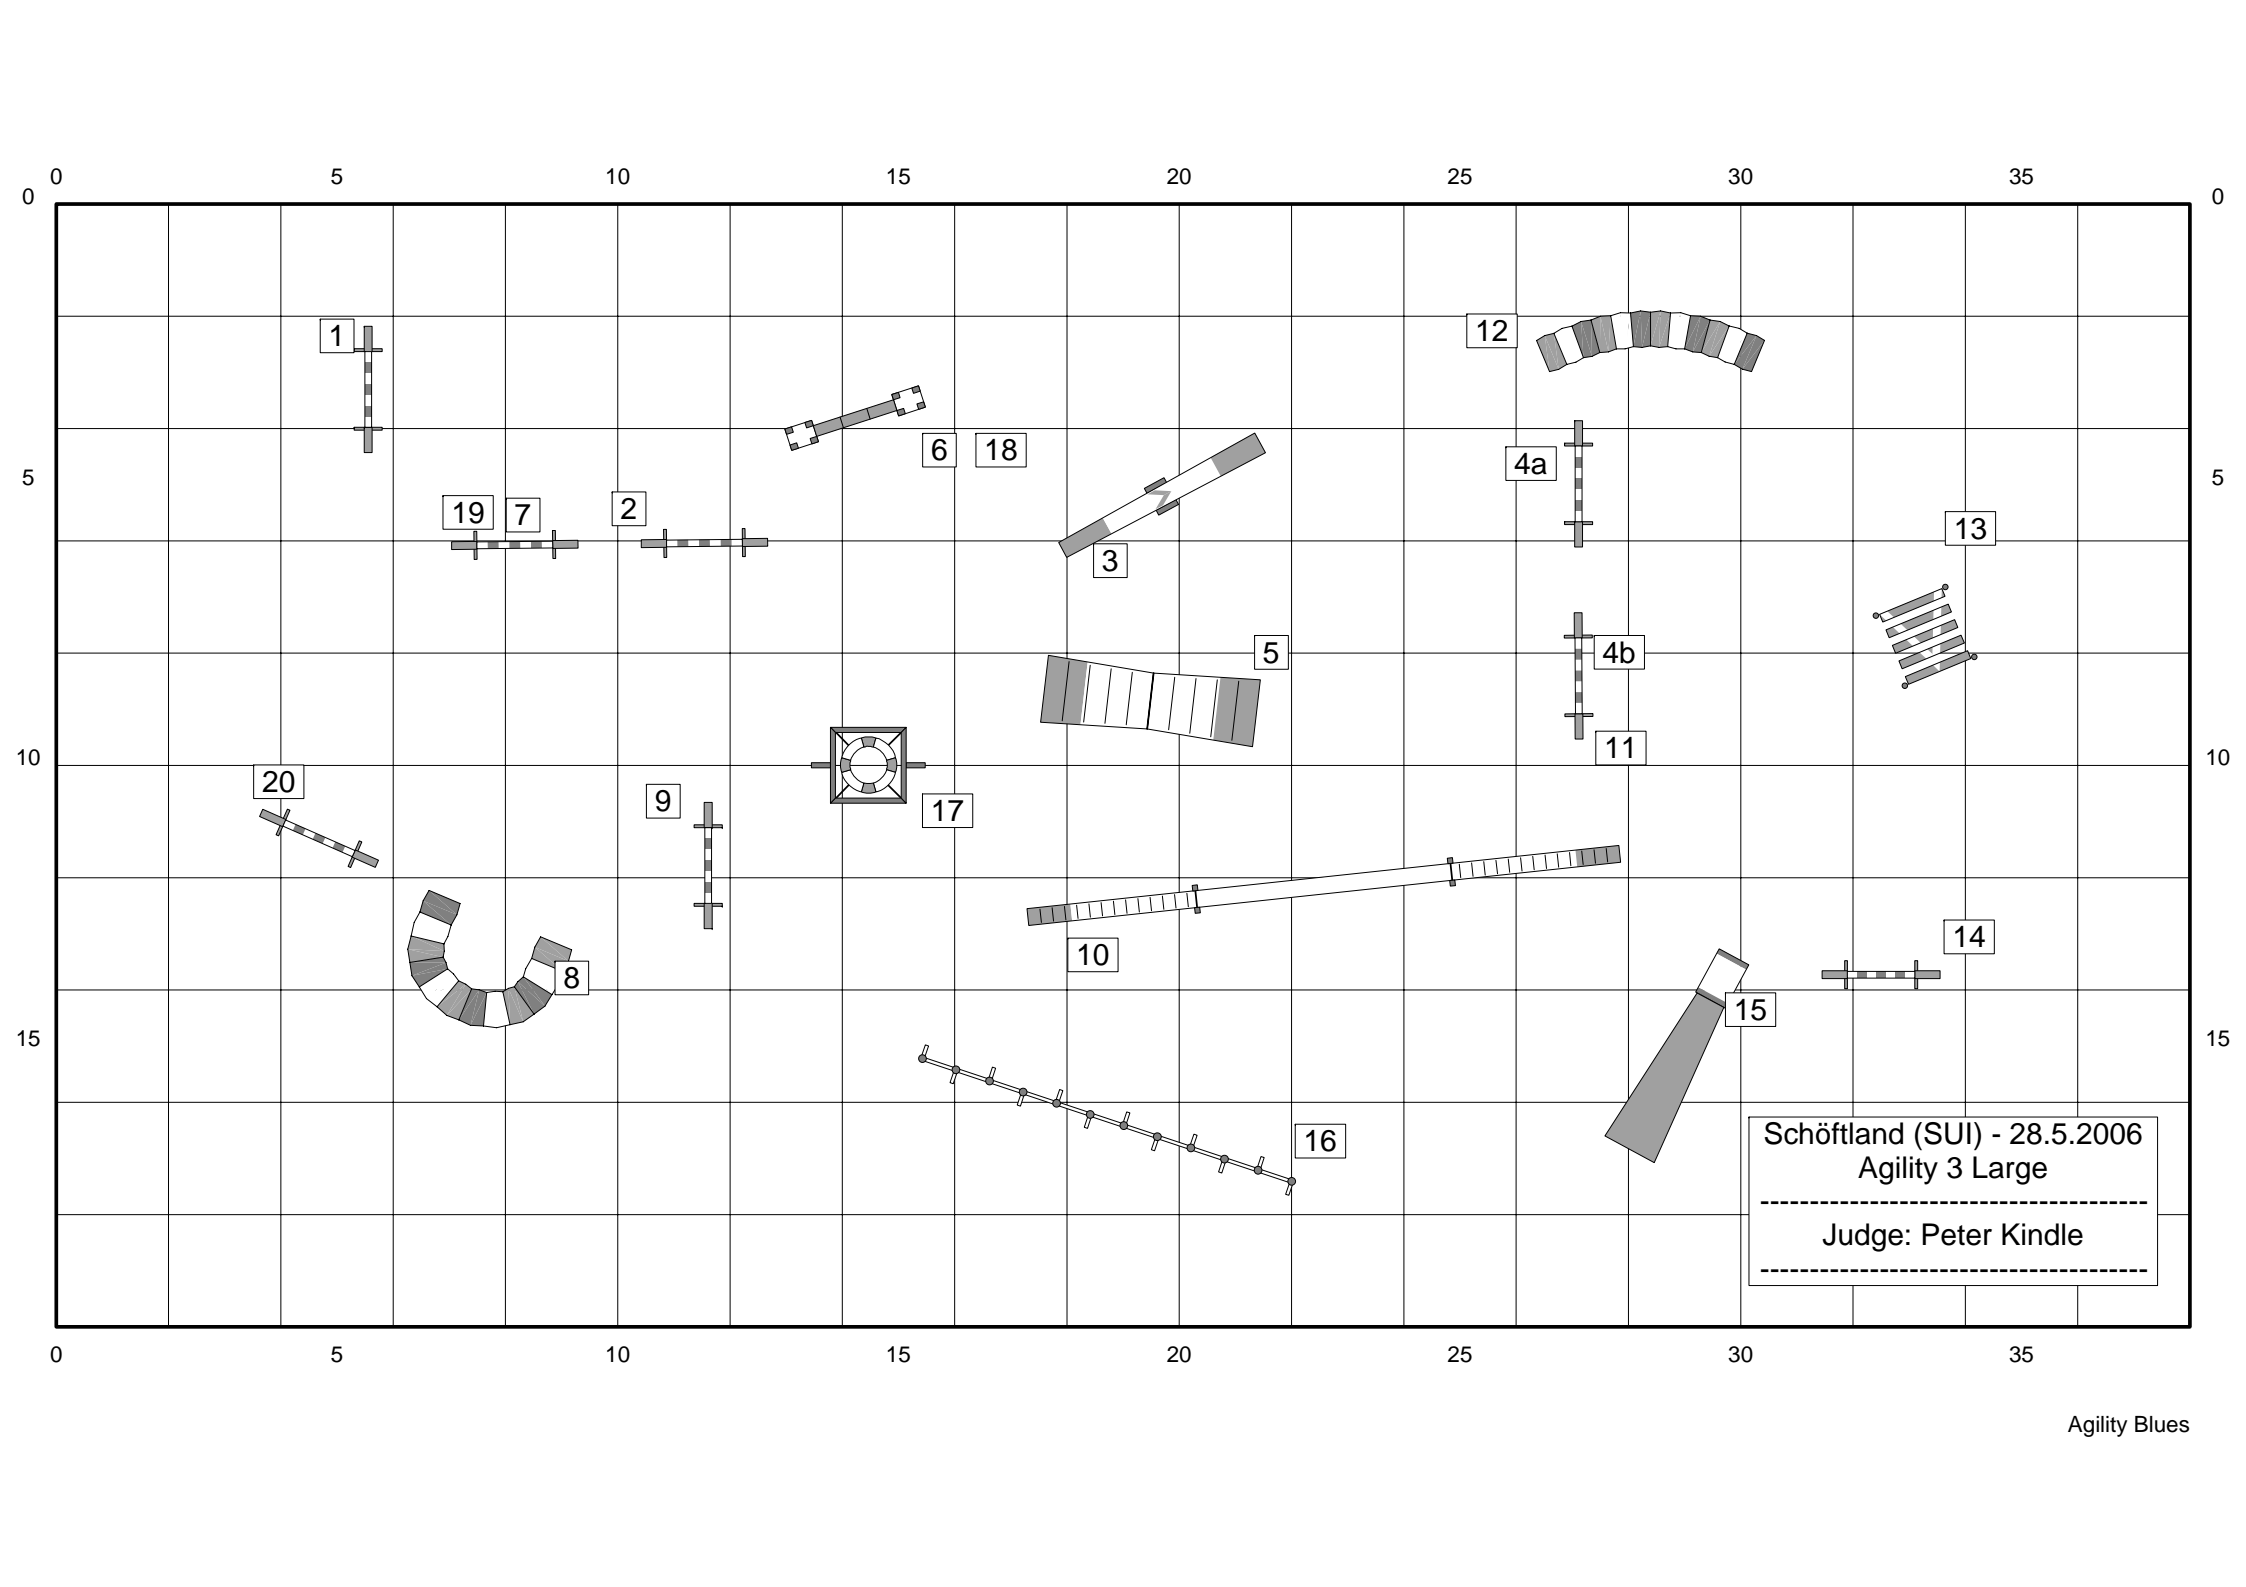 0 5 10 15 20 25 30 35
0 0
1
12
6 18
4a
5 5
19 7 2
13
3
5
4b
11
10 10
20
9
17
14
10
8
15
15 15
16
Schöftland (SUI) - 28.5.2006
Agility 3 Large
---------------------------------------
Judge: Peter Kindle
---------------------------------------
0 5 10 15 20 25 30 35
Agility Blues